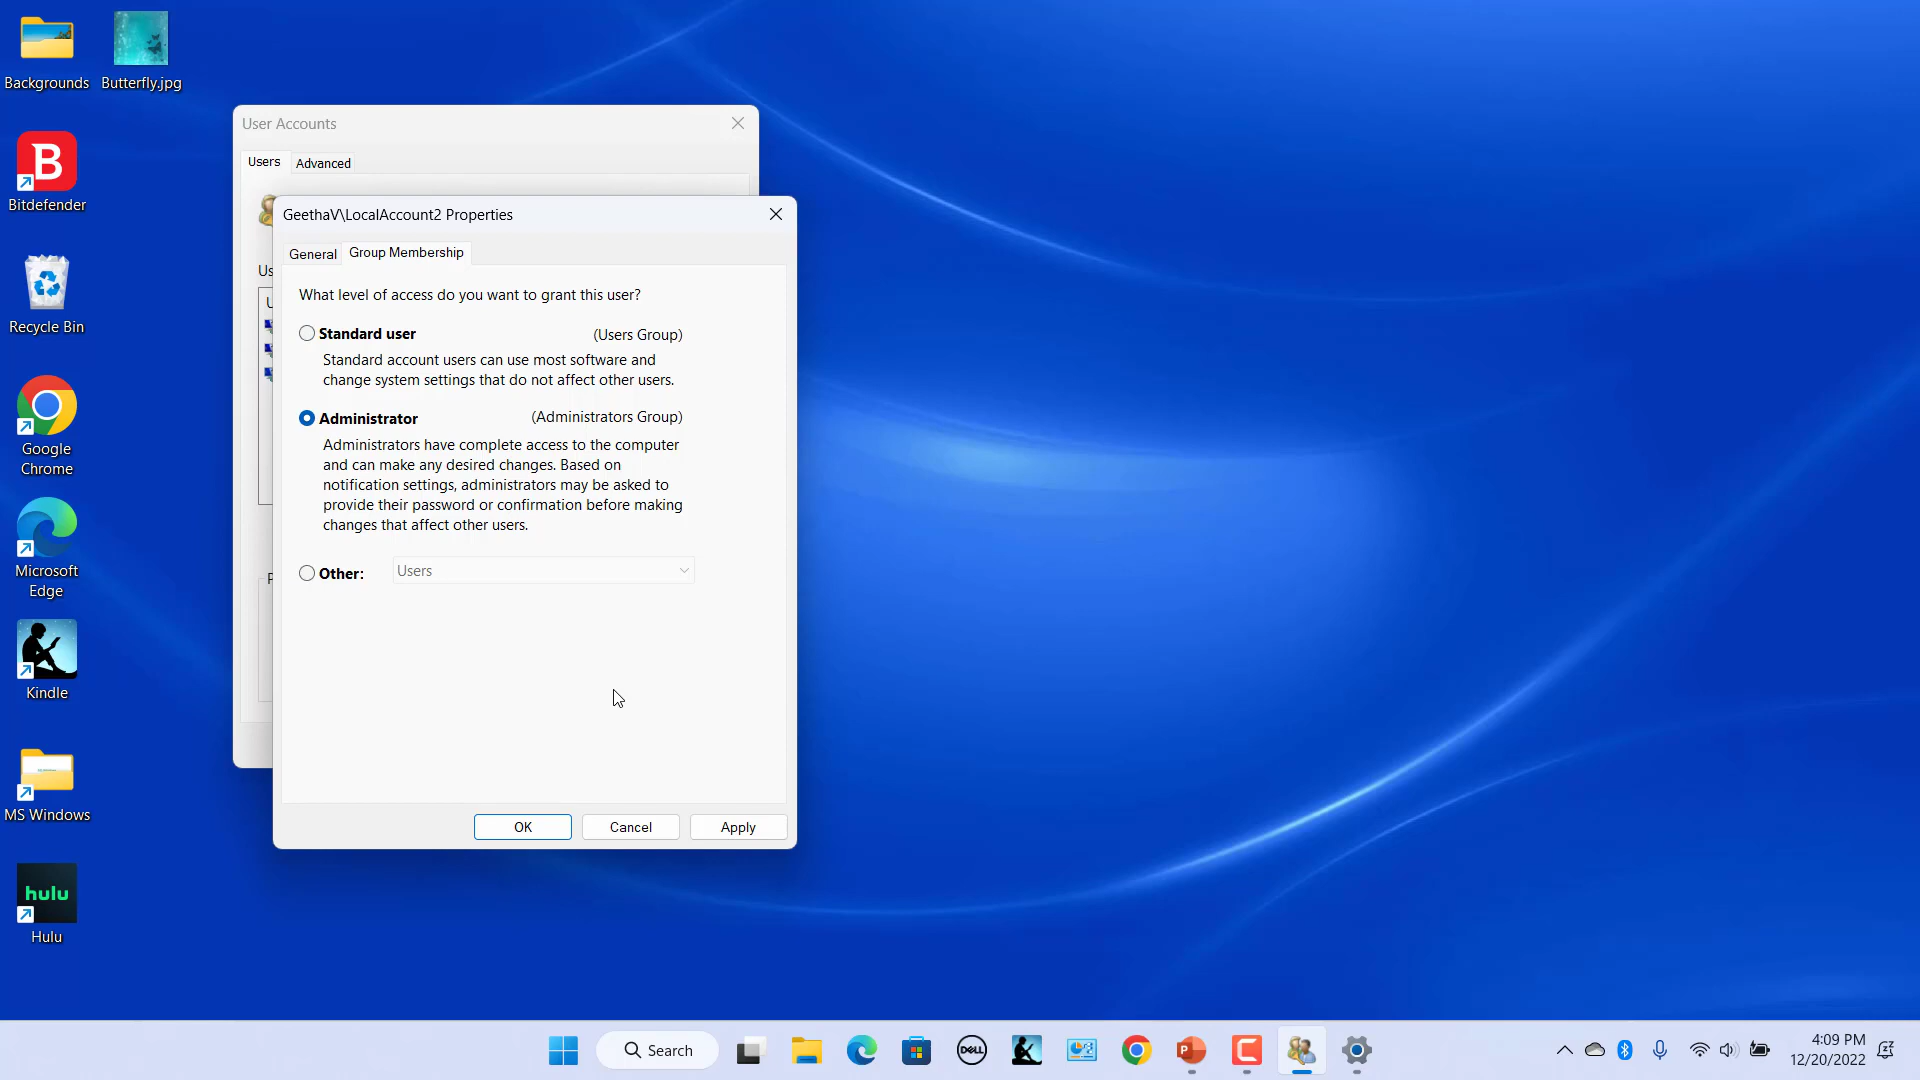 Backgrounds
Butterfly.jpg
Bitdefender
Recycle Bin
Google
Chrome
Microsoft
Edge
Kindle
MS Windows
hulu
Hulu
User Accounts
Users
Advanced
Us
U
P
GeethaV\LocalAccount2 Properties
General
Group Membership
What level of access do you want to grant this user?
Standard user (Users Group)
Standard account users can use most software and
change system settings that do not affect other users.
Administrator (Administrators Group)
Administrators have complete access to the computer
and can make any desired changes. Based on
notification settings, administrators may be asked to
provide their password or confirmation before making
changes that affect other users.
Other: Users
OK
Cancel
Apply
Search
DELL
4:09 PM
12/20/2022